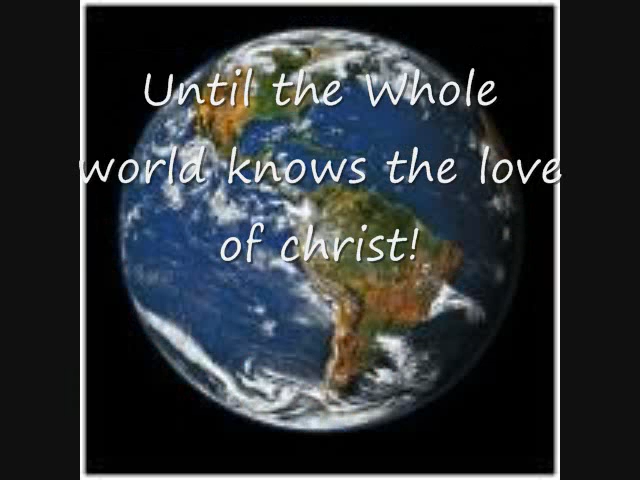 Until the Whole
world knows the love
of christ!